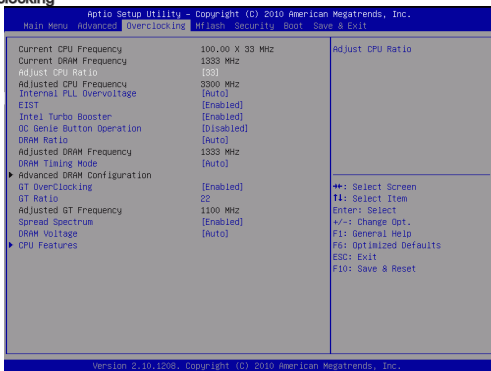 clocking
Aptio Setup Utility – Copyright (C) 2010 American Megatrends, Inc.
Main Menu Advanced Overclocking Mflash Security Boot Save & Exit
Current CPU Frequency 100.00 X 33 MHz
Current DRAM Frequency 1333 MHz
Adjust CPU Ratio [33]
Adjusted CPU Frequency 3300 MHz
Internal PLL Overvoltage [Auto]
EIST [Enabled]
Intel Turbo Booster [Enabled]
OC Genie Button Operation [Disabled]
DRAM Ratio [Auto]
Adjusted DRAM Frequency 1333 MHz
DRAM Timing Mode [Auto]
Advanced DRAM Configuration
GT OverClocking [Enabled]
GT Ratio 22
Adjusted GT Frequency 1100 MHz
Spread Spectrum [Enabled]
DRAM Voltage [Auto]
CPU Features
Adjust CPU Ratio
→←: Select Screen
↑↓: Select Item
Enter: Select
+/-: Change Opt.
F1: General Help
F6: Optimized Defaults
ESC: Exit
F10: Save & Reset
Version 2.10.1208. Copyright (C) 2010 American Megatrends, Inc.